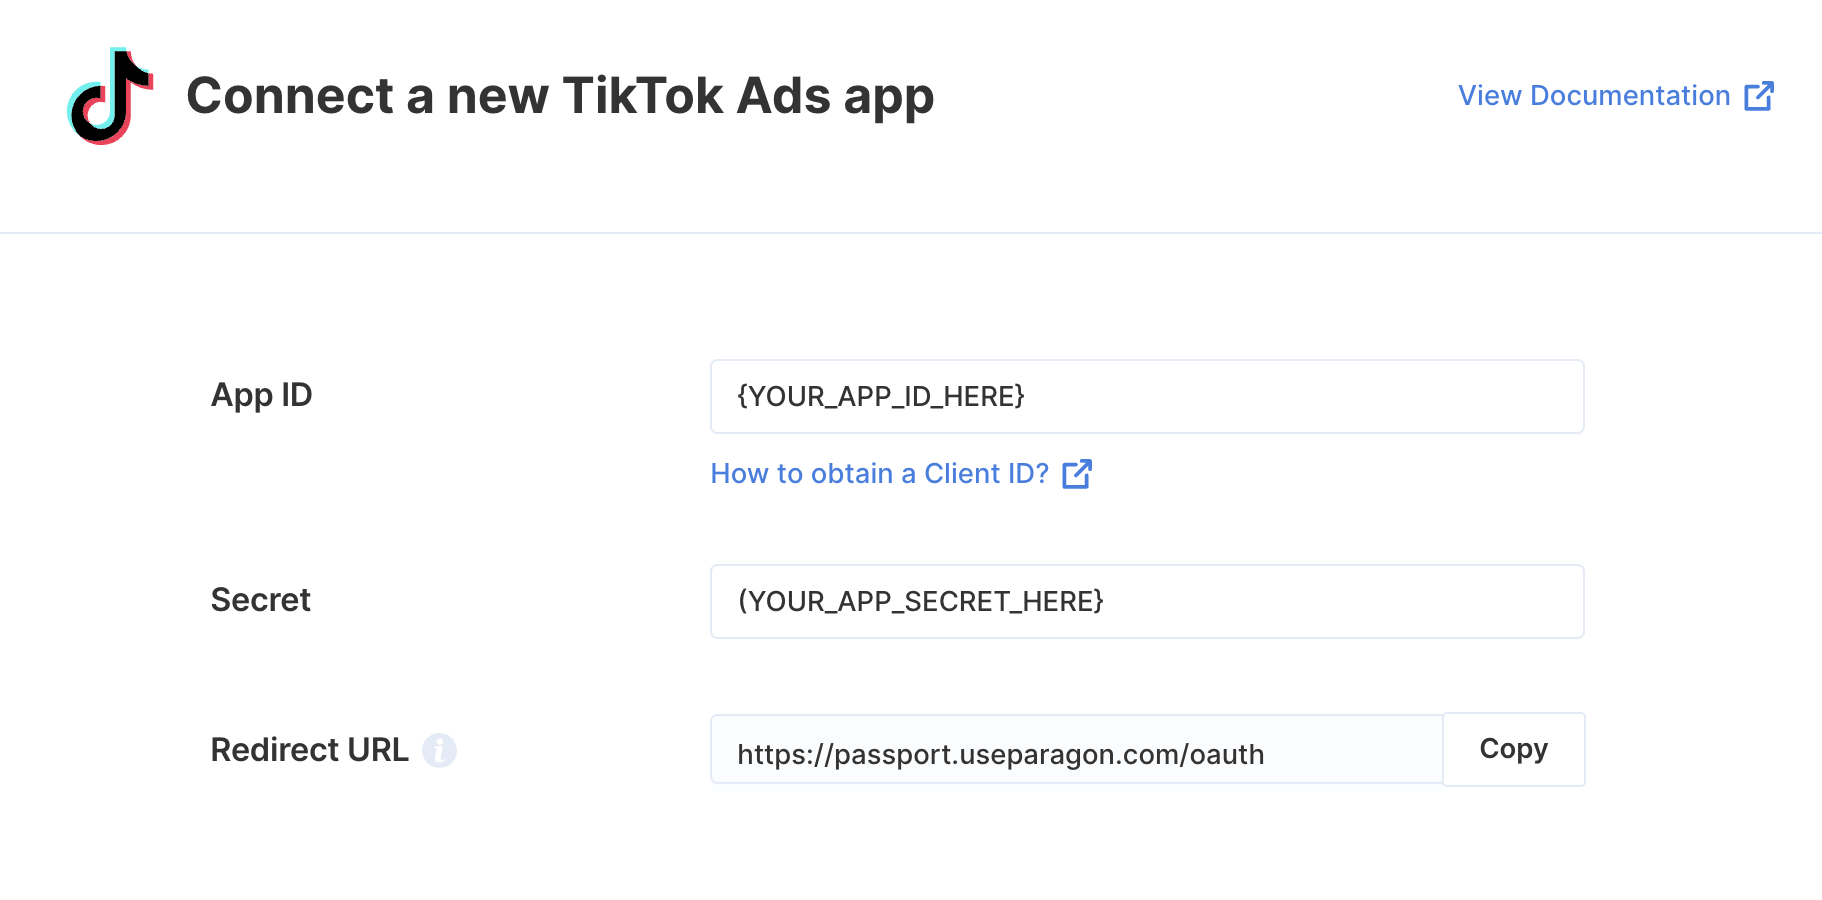 Connect a new TikTok Ads app
View Documentation
App ID
{YOUR_APP_ID_HERE}
How to obtain a Client ID?
Secret
(YOUR_APP_SECRET_HERE}
Redirect URL
https://passport.useparagon.com/oauth
Copy